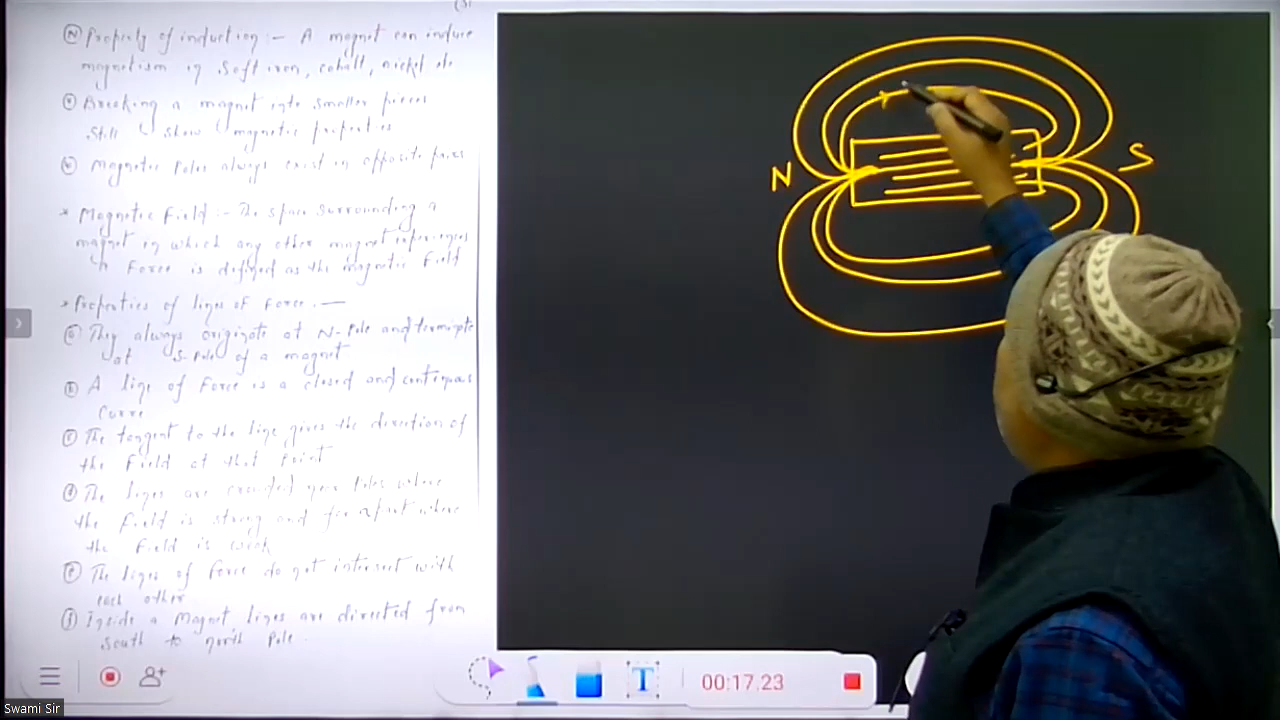 (3)
(iv) Property of induction :- A magnet can induce
magnetism in soft iron, cobalt, nickel etc
(v) Breaking a magnet into smaller pieces
still show magnetic properties
(vi) Magnetic Poles always exist in opposite pairs
* Magnetic Field :- The space surrounding a
magnet in which any other magnet experiences
a Force is defined as the magnetic Field
* Properties of lines of Force. —
(a) They always originate at N-Pole and terminate
at S-Pole of a magnet
(b) A line of Force is a closed and continuous
Curve
(c) The tangent to the line gives the direction of
the Field at that Point
(d) The lines are crowded near Poles where
the Field is strong and far apart where
the Field is weak
(e) The lines of Force do not intersect with
each other
(f) Inside a Magnet, lines are directed from
South to north Pole
N
S
T
00:17.23
Swami Sir